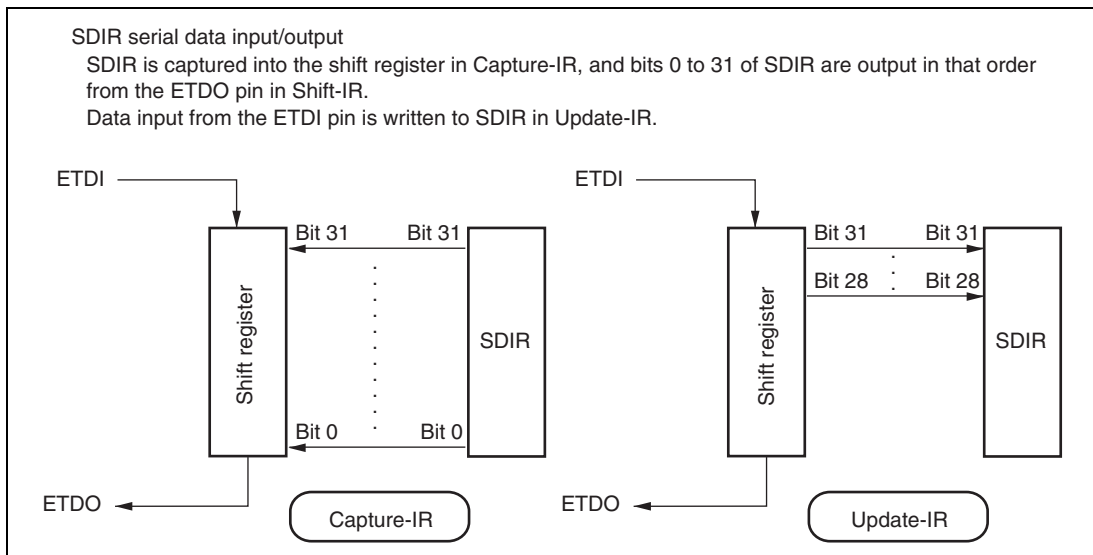 SDIR serial data input/output
SDIR is captured into the shift register in Capture-IR, and bits 0 to 31 of SDIR are output in that order
from the ETDO pin in Shift-IR.
Data input from the ETDI pin is written to SDIR in Update-IR.
ETDI
Bit 31 Bit 31
Shift register
SDIR
Bit 0 Bit 0
ETDO
Capture-IR
ETDI
Bit 31 Bit 31
Bit 28 Bit 28
Shift register
SDIR
ETDO
Update-IR